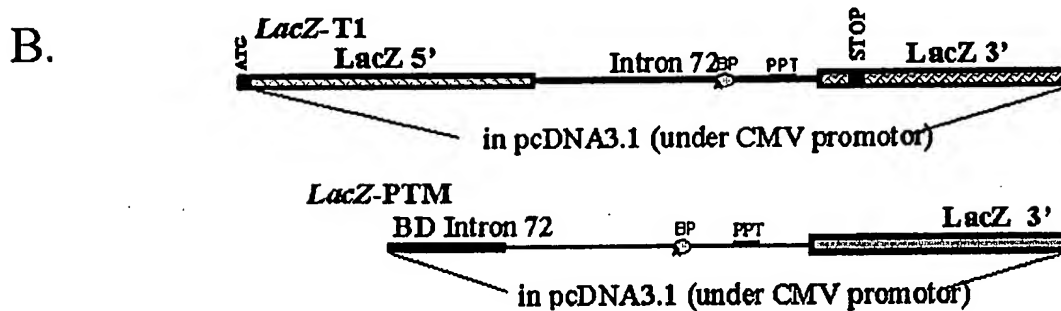 B.
ATG
LacZ-T1
LacZ 5’
Intron 72
BP
PPT
STOP
LacZ 3’
in pcDNA3.1 (under CMV promotor)
LacZ-PTM
BD Intron 72
BP
PPT
LacZ 3’
in pcDNA3.1 (under CMV promotor)